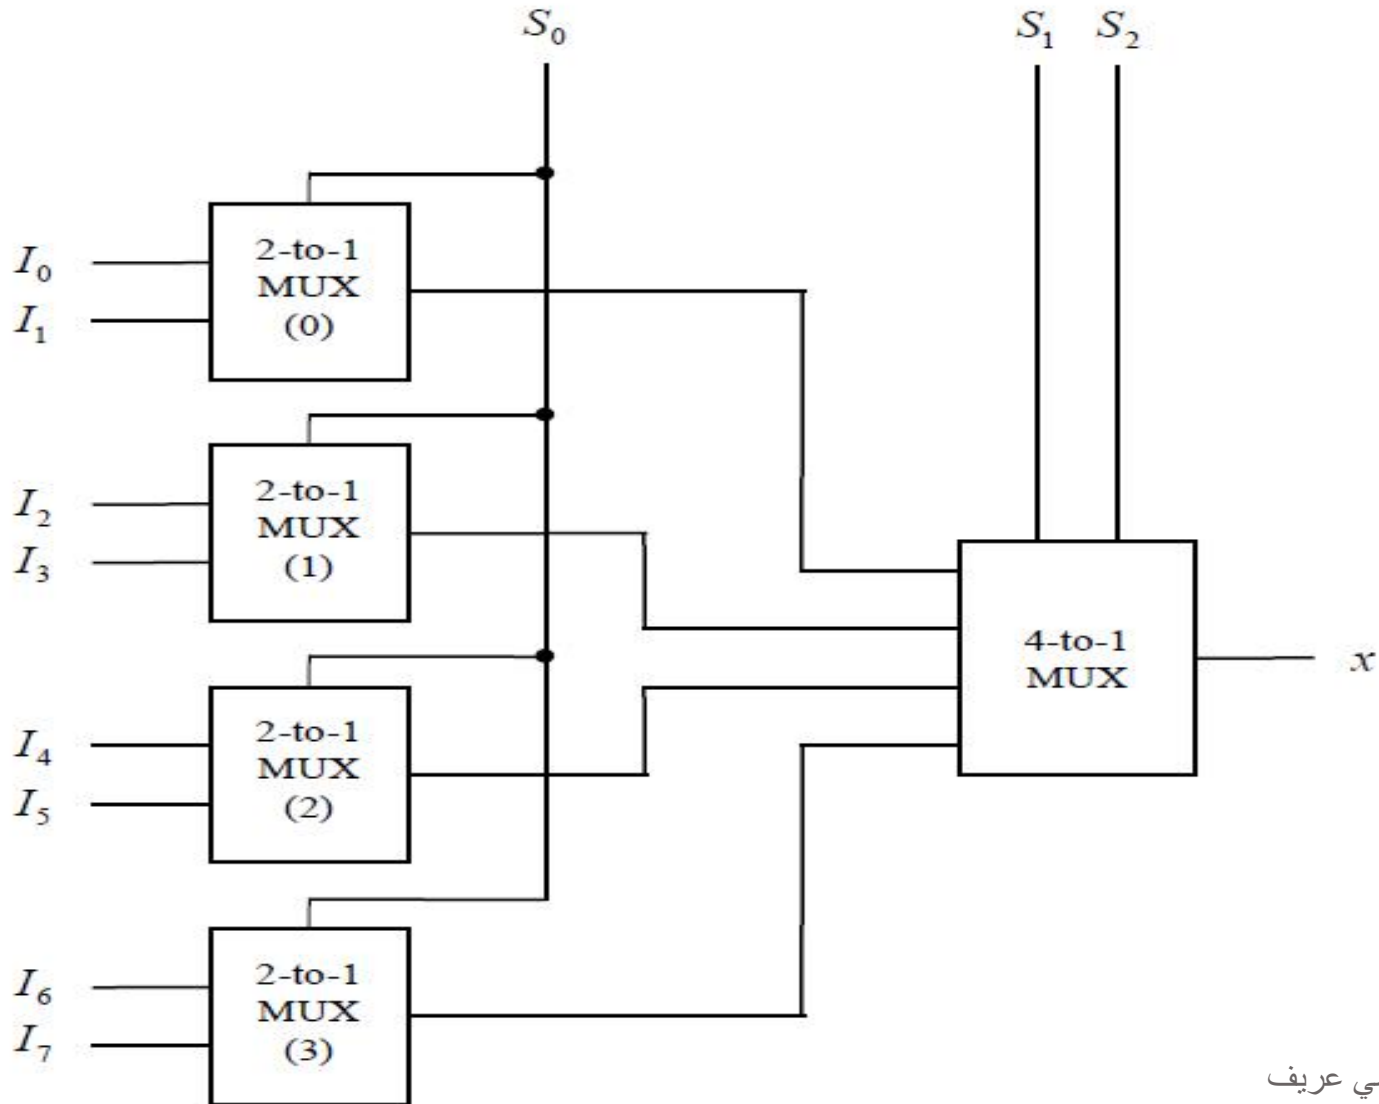 S₀
S₁ S₂
2-to-1
MUX
(0)
I₀
I₁
2-to-1
MUX
(1)
I₂
I₃
4-to-1
MUX
x
2-to-1
MUX
(2)
I₄
I₅
2-to-1
MUX
(3)
I₆
I₇
ي عريف